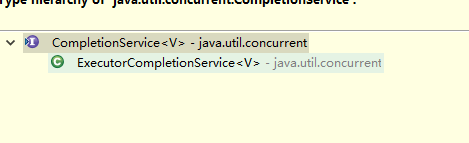 Type hierarchy of 'java.util.concurrent.CompletionService':
CompletionService<V> - java.util.concurrent
ExecutorCompletionService<V> - java.util.concurrent